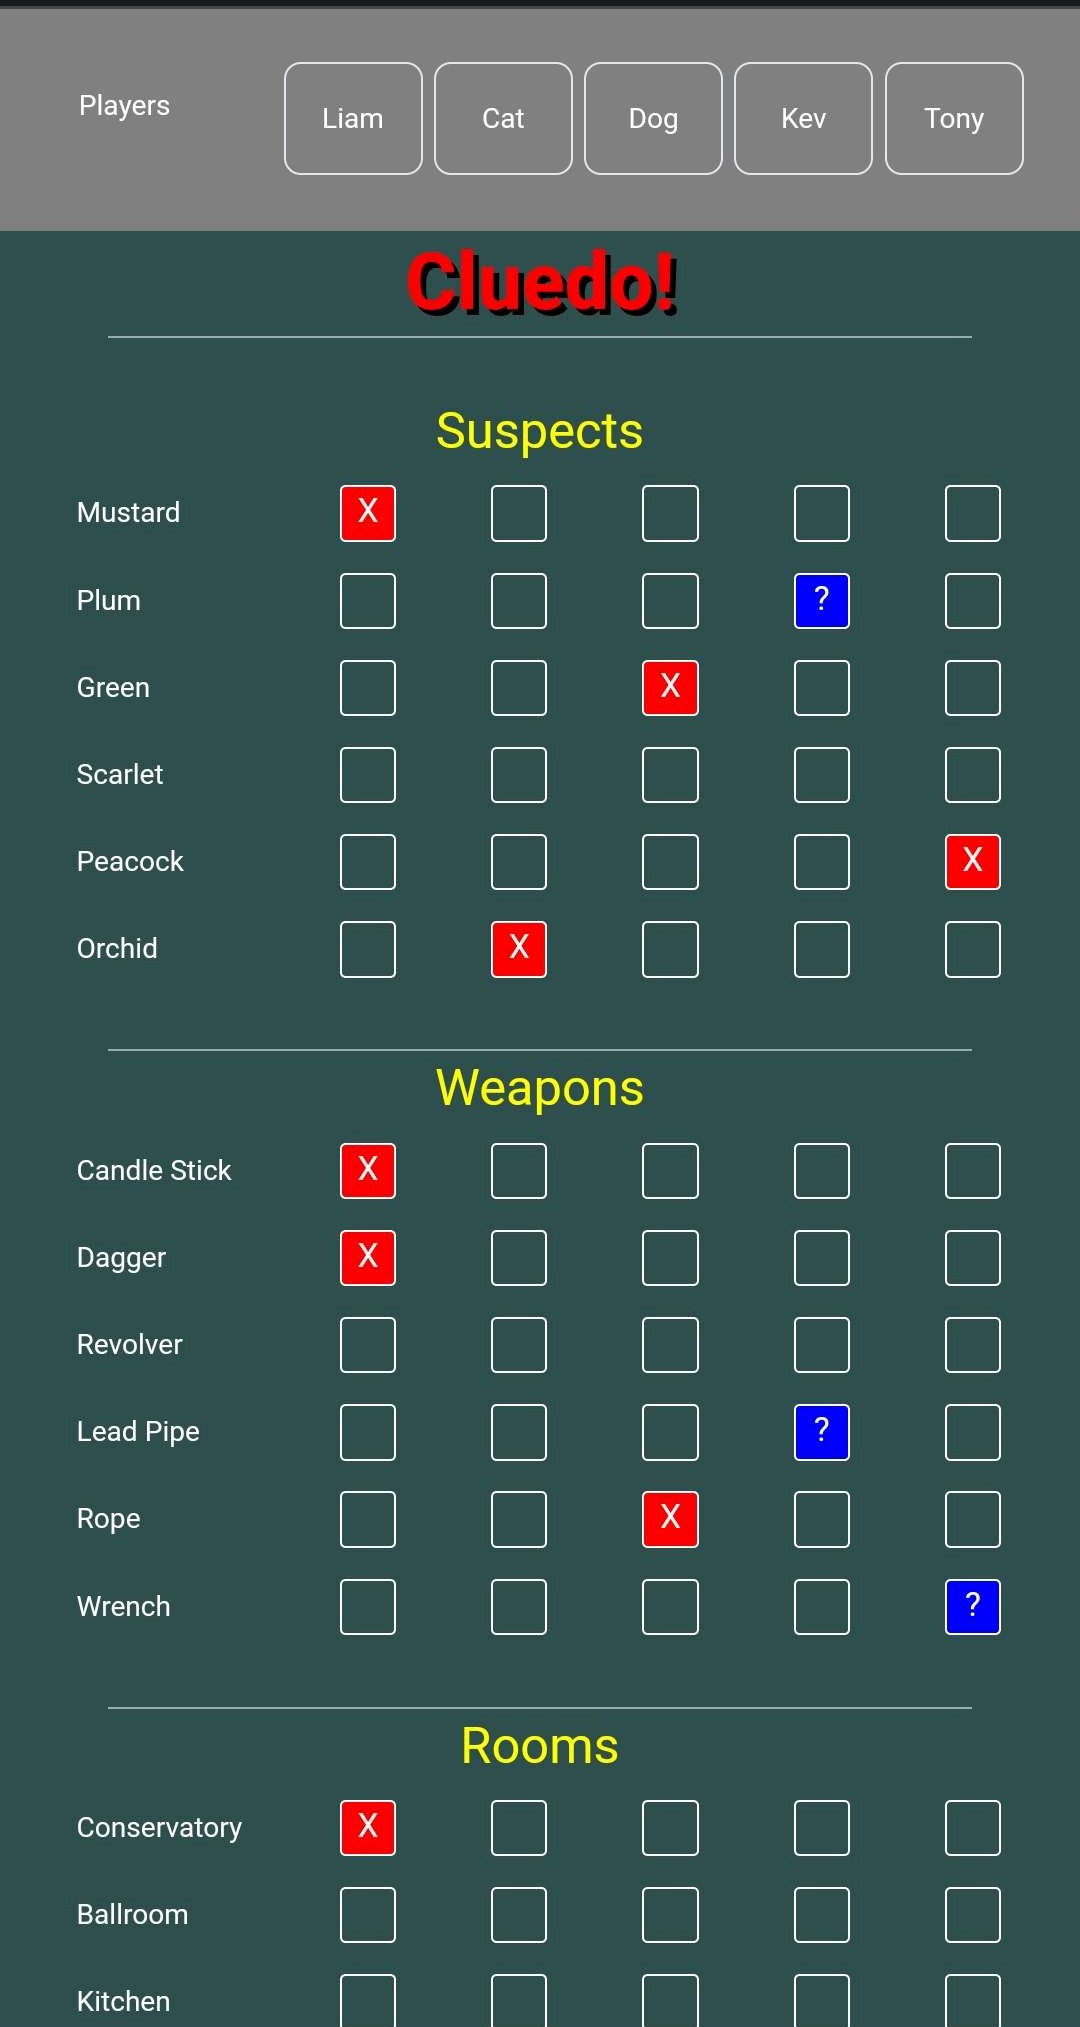 Players Liam Cat Dog Kev Tony
Cluedo!
Suspects
Mustard X
Plum ?
Green X
Scarlet
Peacock X
Orchid X
Weapons
Candle Stick X
Dagger X
Revolver
Lead Pipe ?
Rope X
Wrench ?
Rooms
Conservatory X
Ballroom
Kitchen